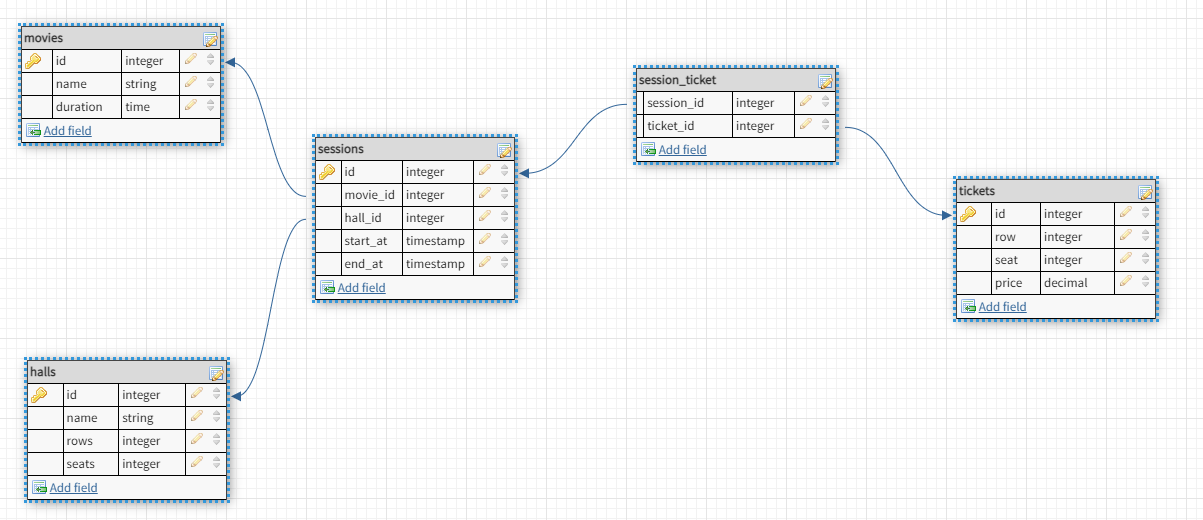 movies
id integer
name string
duration time
Add field
session_ticket
session_id integer
ticket_id integer
Add field
sessions
id integer
movie_id integer
hall_id integer
start_at timestamp
end_at timestamp
Add field
tickets
id integer
row integer
seat integer
price decimal
Add field
halls
id integer
name string
rows integer
seats integer
Add field